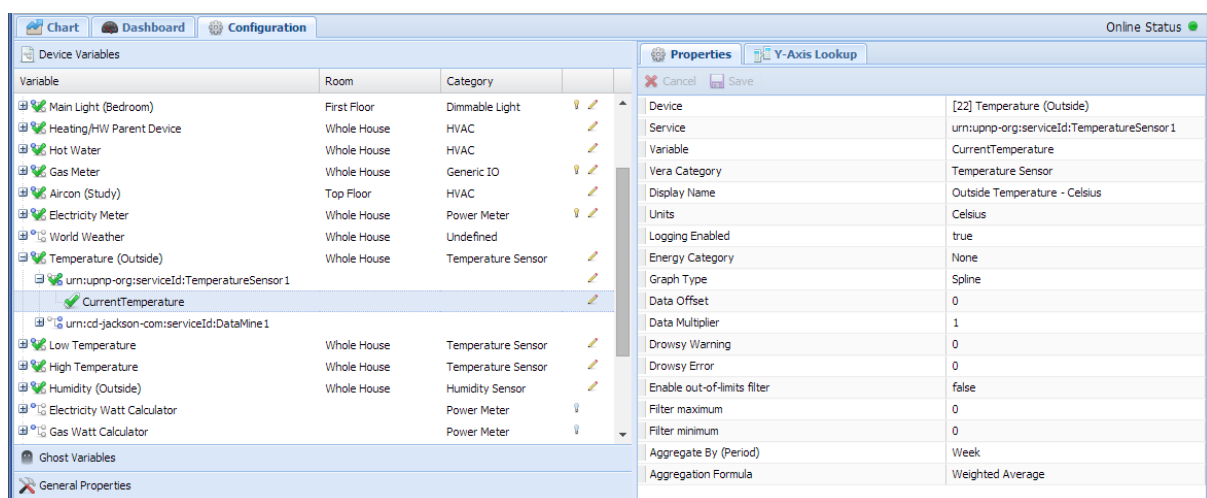 Chart Dashboard Configuration Online Status
Device Variables
Variable Room Category
Main Light (Bedroom) First Floor Dimmable Light
Heating/HW Parent Device Whole House HVAC
Hot Water Whole House HVAC
Gas Meter Whole House Generic IO
Aircon (Study) Top Floor HVAC
Electricity Meter Whole House Power Meter
World Weather Whole House Undefined
Temperature (Outside) Whole House Temperature Sensor
urn:upnp-org:serviceId:TemperatureSensor1
CurrentTemperature
urn:cd-jackson-com:serviceId:DataMine1
Low Temperature Whole House Temperature Sensor
High Temperature Whole House Temperature Sensor
Humidity (Outside) Whole House Humidity Sensor
Electricity Watt Calculator Power Meter
Gas Watt Calculator Power Meter
Ghost Variables
General Properties
Properties Y-Axis Lookup
Cancel Save
Device [22] Temperature (Outside)
Service urn:upnp-org:serviceId:TemperatureSensor1
Variable CurrentTemperature
Vera Category Temperature Sensor
Display Name Outside Temperature - Celsius
Units Celsius
Logging Enabled true
Energy Category None
Graph Type Spline
Data Offset 0
Data Multiplier 1
Drowsy Warning 0
Drowsy Error 0
Enable out-of-limits filter false
Filter maximum 0
Filter minimum 0
Aggregate By (Period) Week
Aggregation Formula Weighted Average